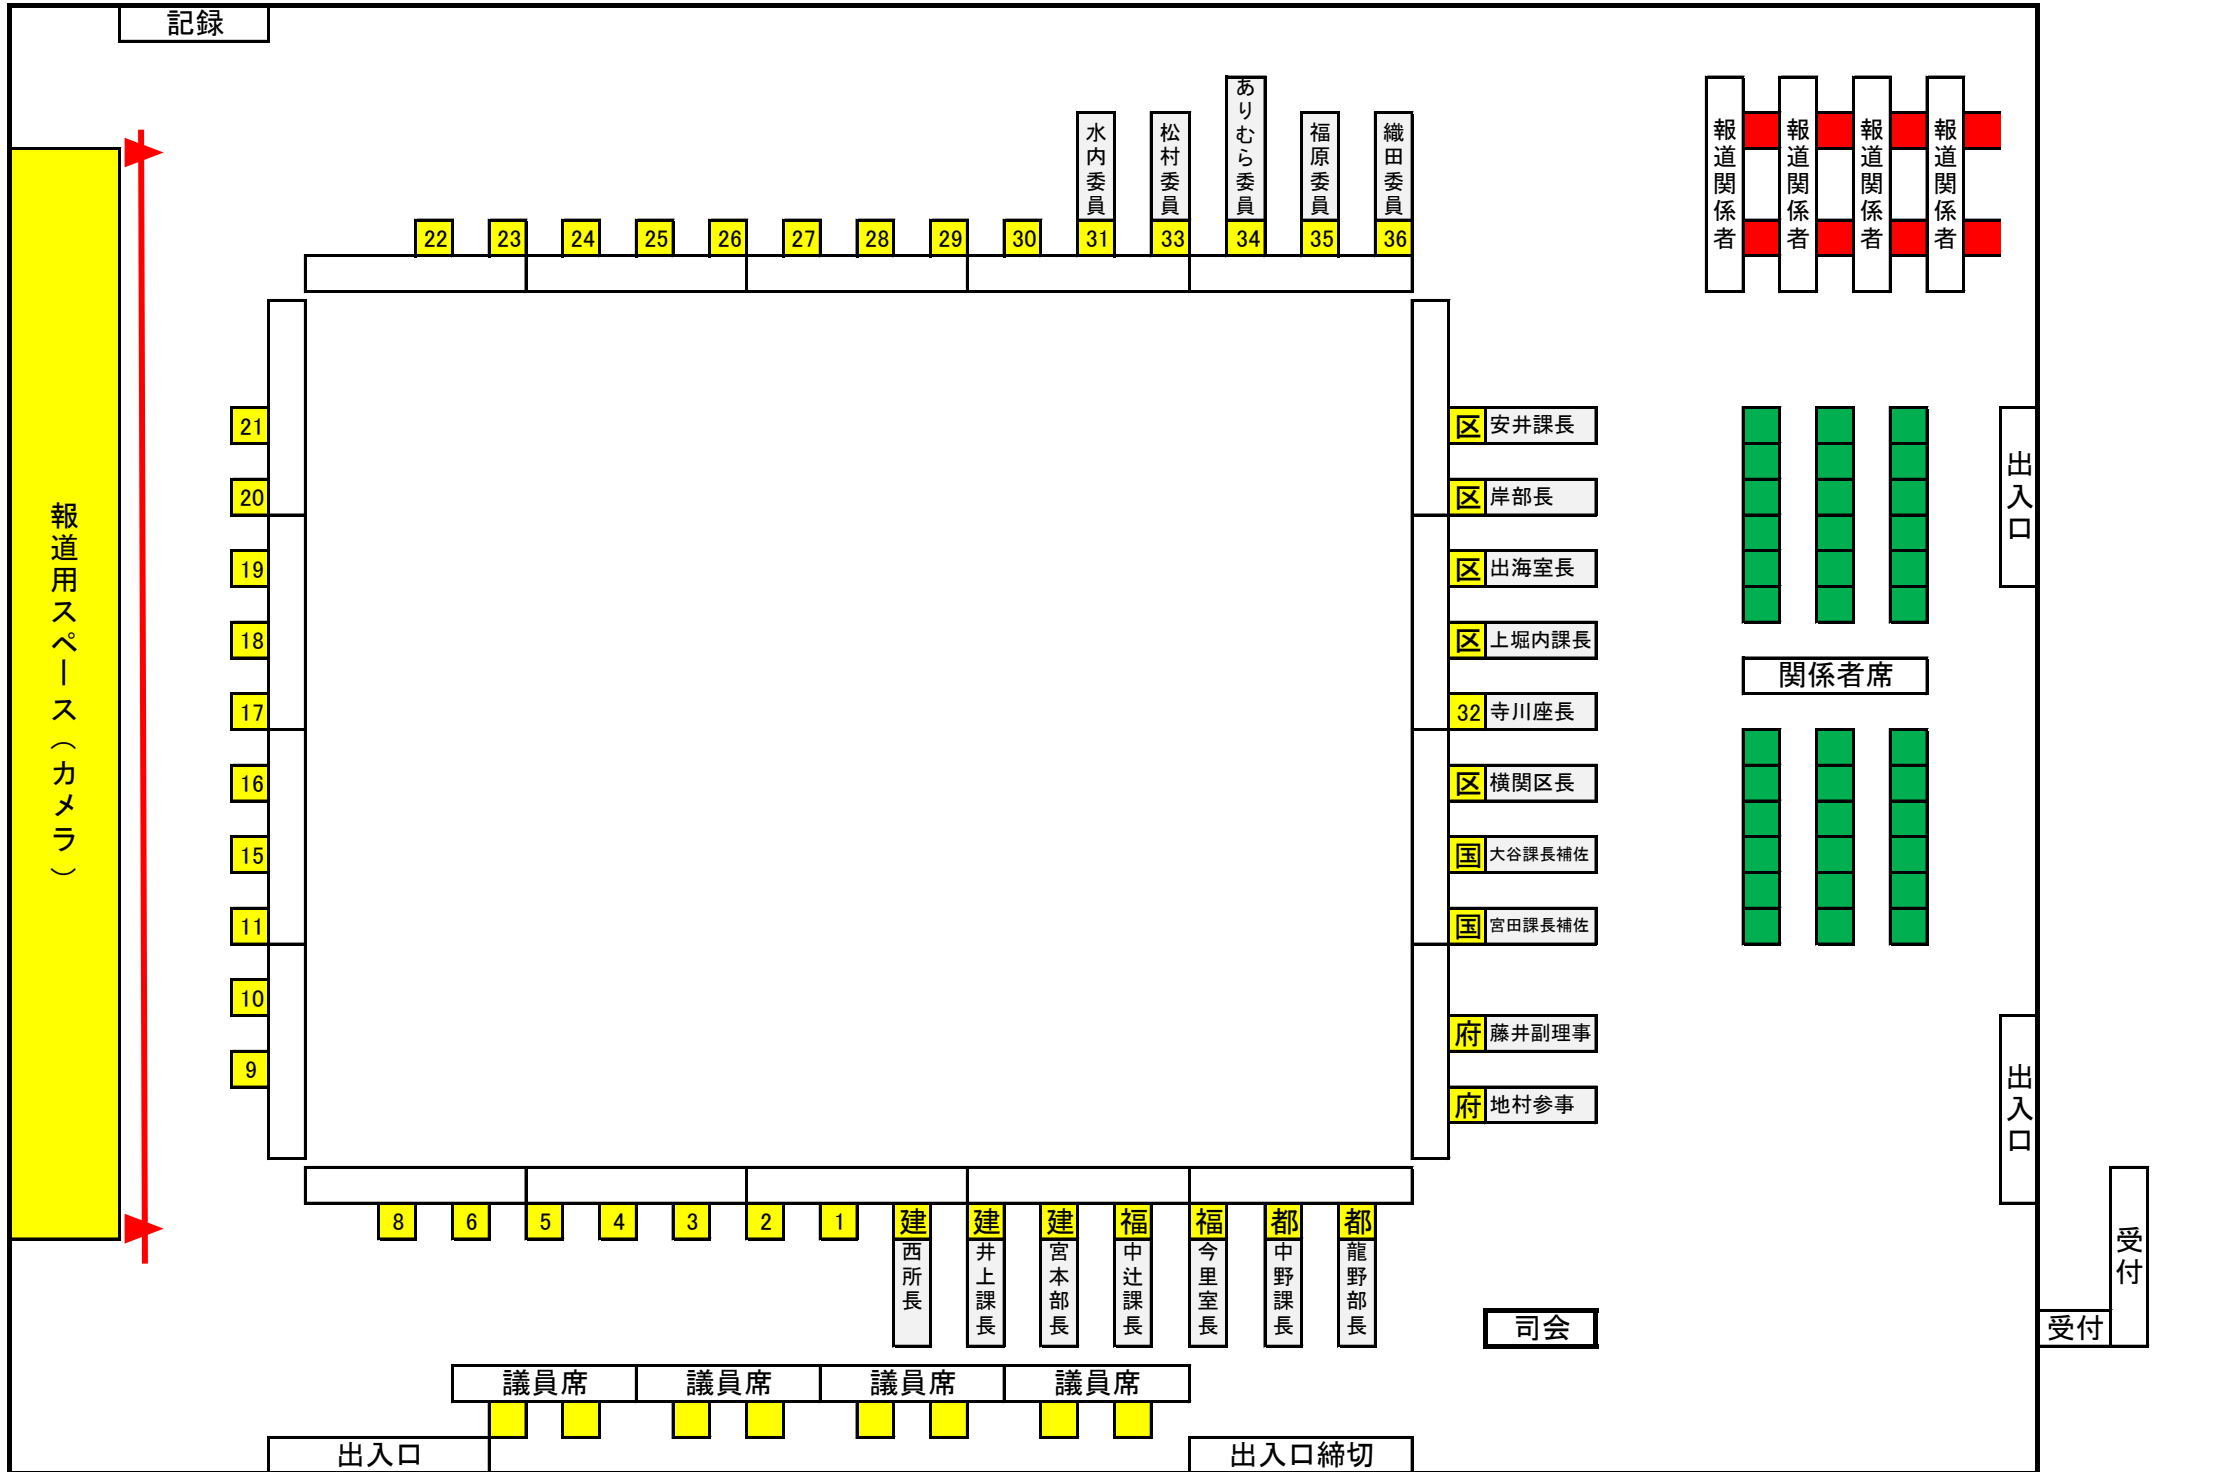 記録
水内委員
松村委員
ありむら委員
福原委員
織田委員
報道関係者
報道関係者
報道関係者
報道関係者
22
23
24
25
26
27
28
29
30
31
33
34
35
36
報道用スペース（カメラ）
21
20
19
18
17
16
15
11
10
9
区 安井課長
区 岸部長
区 出海室長
区 上堀内課長
32 寺川座長
区 横関区長
国 大谷課長補佐
国 宮田課長補佐
府 藤井副理事
府 地村参事
関係者席
出入口
出入口
8
6
5
4
3
2
1
建 西所長
建 井上課長
建 宮本部長
福 中辻課長
福 今里室長
都 中野課長
都 龍野部長
司会
受付
受付
議員席
議員席
議員席
議員席
出入口
出入口締切